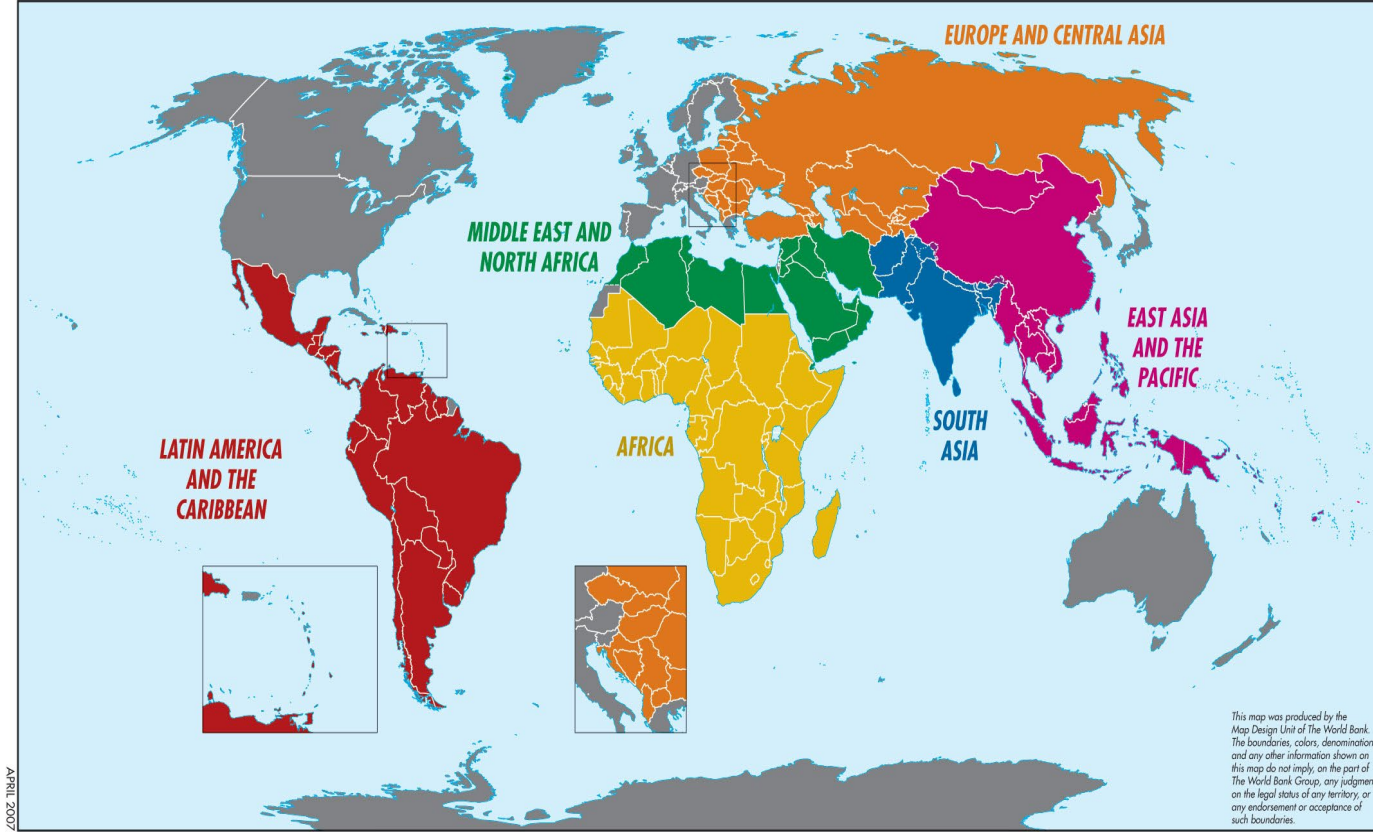 EUROPE AND CENTRAL ASIA
MIDDLE EAST AND
NORTH AFRICA
EAST ASIA
AND THE
PACIFIC
SOUTH
ASIA
AFRICA
LATIN AMERICA
AND THE
CARIBBEAN
This map was produced by the
Map Design Unit of The World Bank.
The boundaries, colors, denomination
and any other information shown on
this map do not imply, on the part of
The World Bank Group, any judgmen
on the legal status of any territory, or
any endorsement or acceptance of
such boundaries.
APRIL 2007